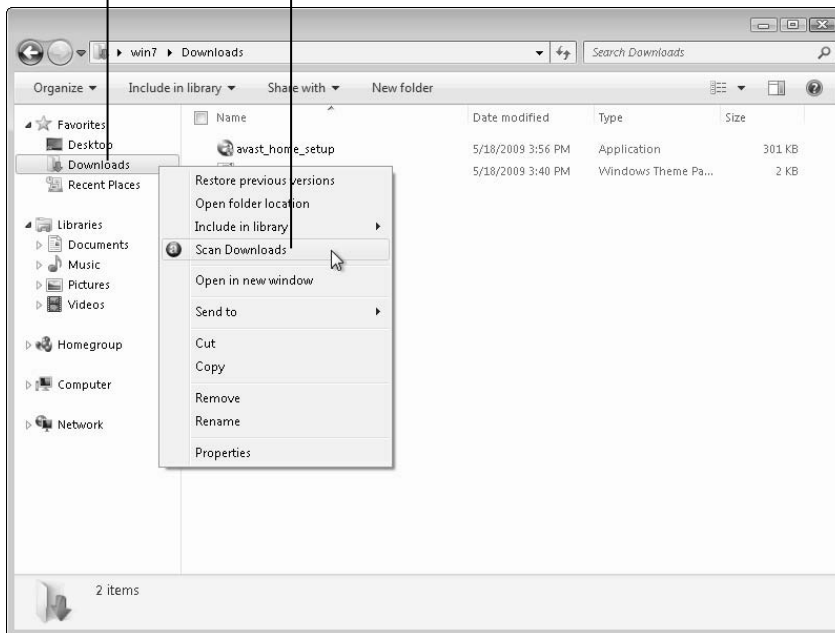 win7 Downloads Search Downloads
Organize Include in library Share with New folder
Favorites
Desktop
Downloads
Recent Places
Libraries
Documents
Music
Pictures
Videos
Homegroup
Computer
Network
Name Date modified Type Size
avast_home_setup 5/18/2009 3:56 PM Application 301 KB
5/18/2009 3:40 PM Windows Theme Pa... 2 KB
Restore previous versions
Open folder location
Include in library
Scan Downloads
Open in new window
Send to
Cut
Copy
Remove
Rename
Properties
2 items